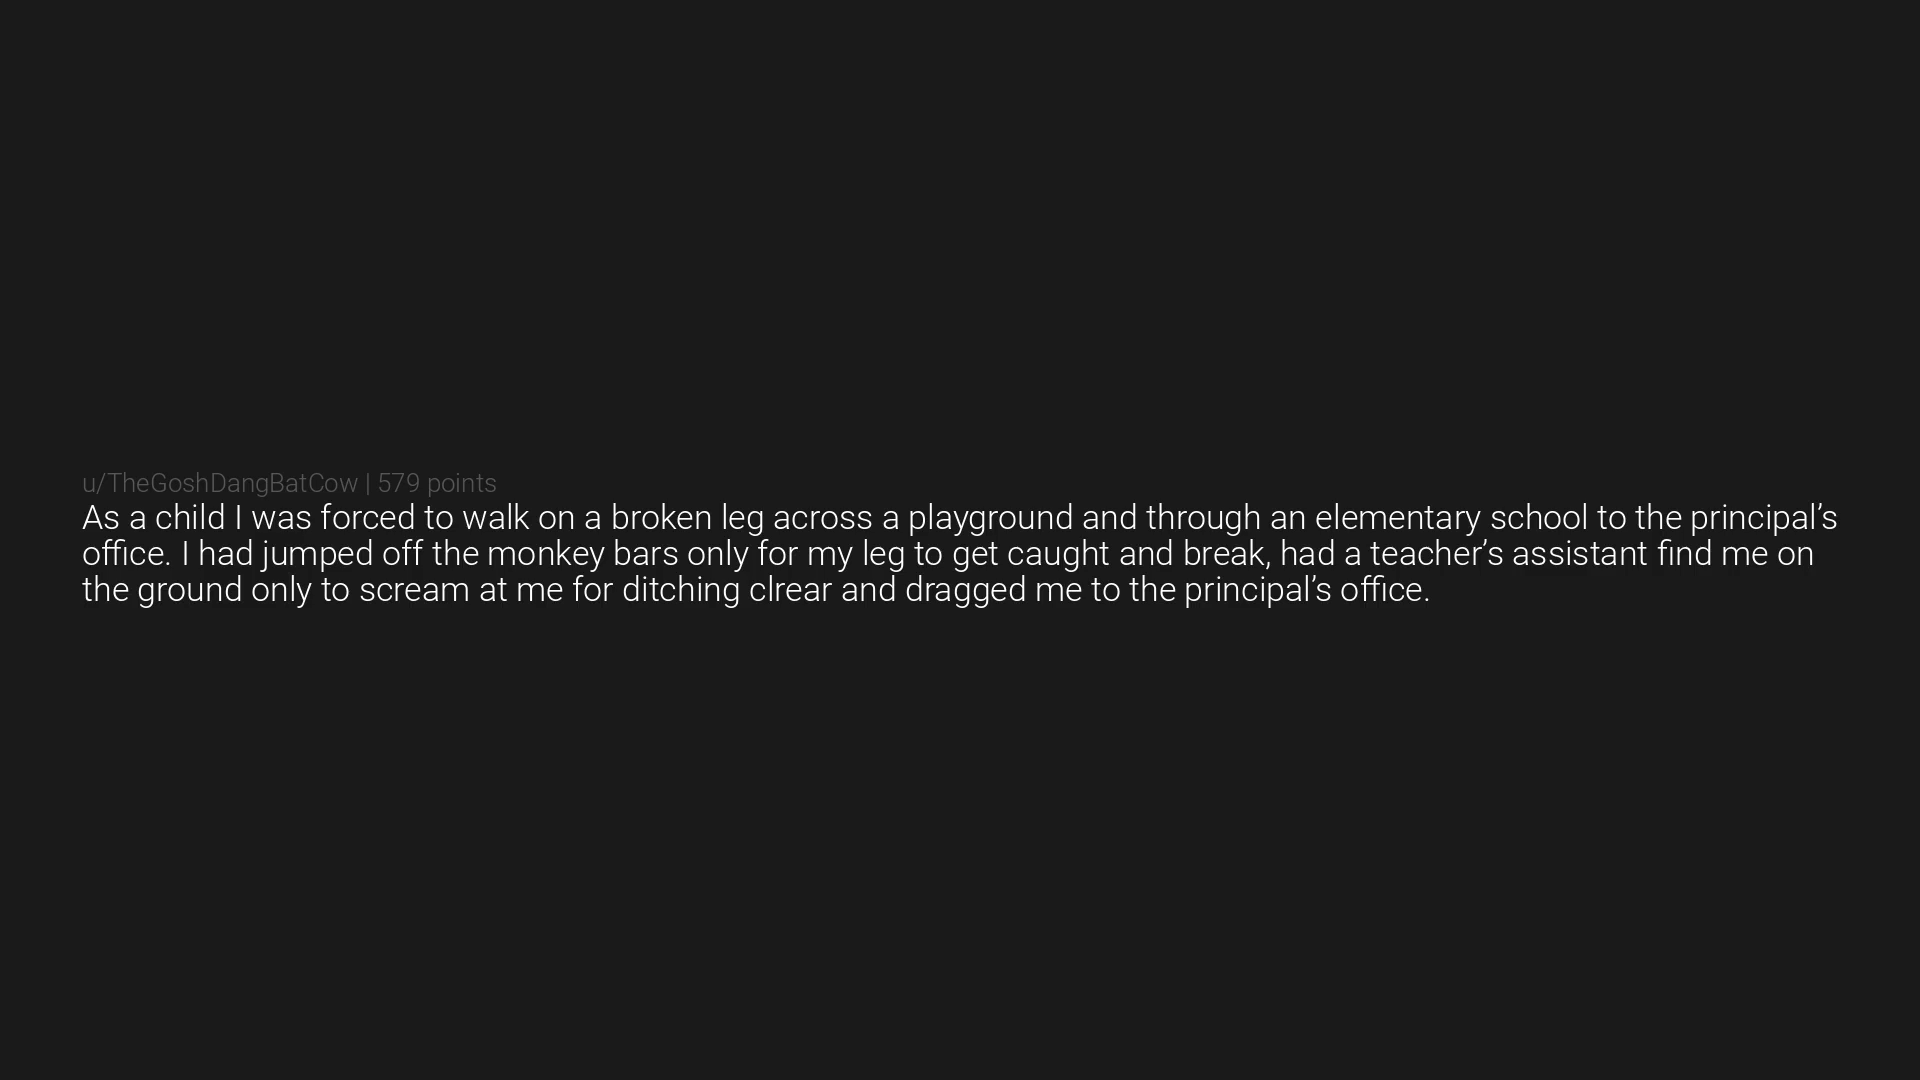 u/TheGoshDangBatCow | 579 points
As a child I was forced to walk on a broken leg across a playground and through an elementary school to the principal’s
office. I had jumped off the monkey bars only for my leg to get caught and break, had a teacher’s assistant find me on
the ground only to scream at me for ditching clrear and dragged me to the principal’s office.